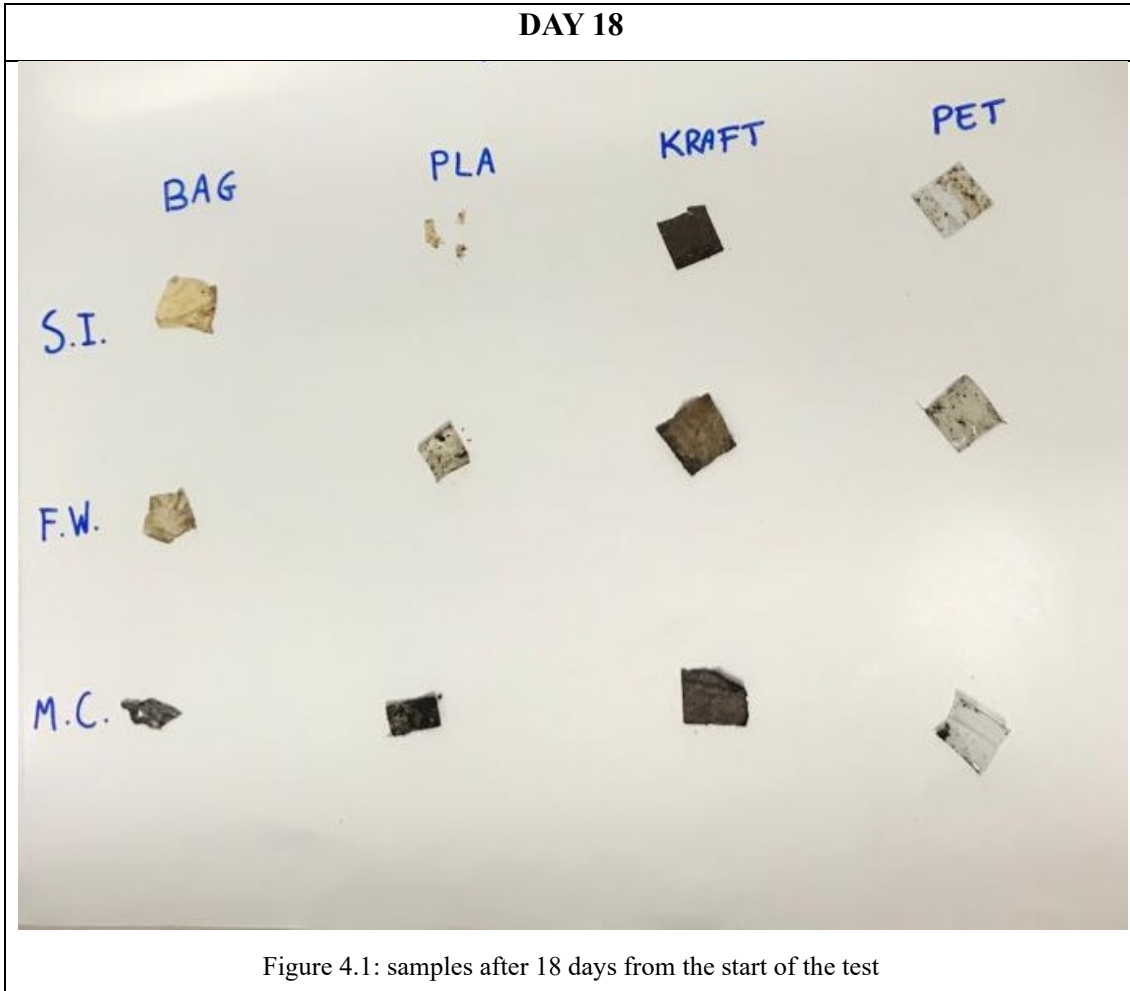 DAY 18
BAG PLA KRAFT PET
S.I.
F.W.
M.C.
Figure 4.1: samples after 18 days from the start of the test